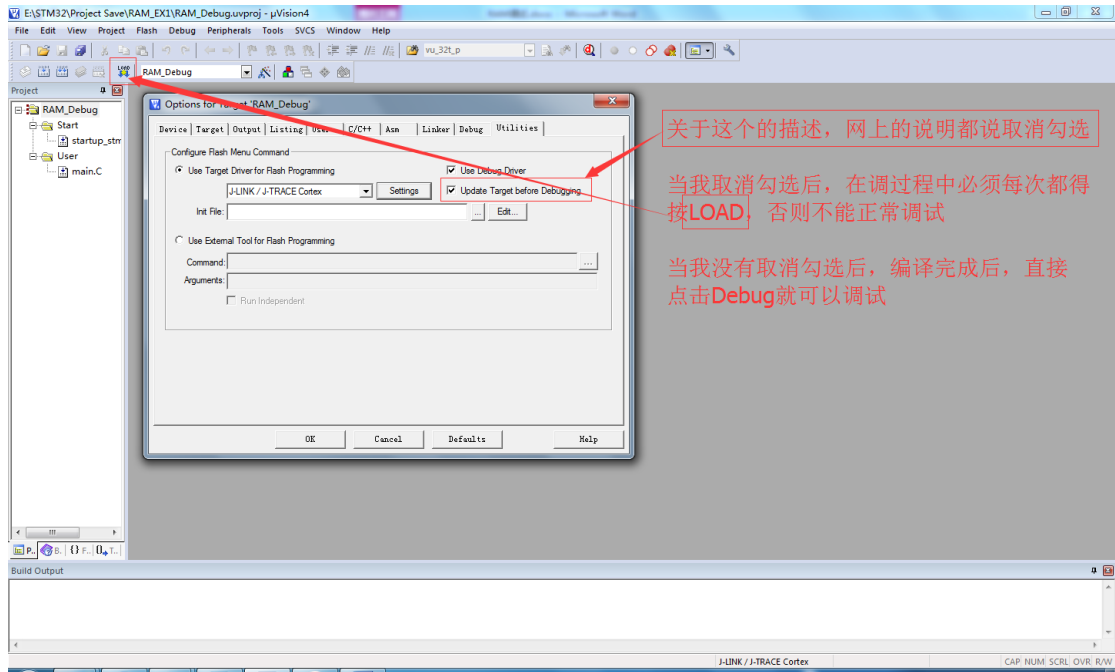 E:\STM32\Project Save\RAM_EX1\RAM_Debug.uvproj - µVision4
File Edit View Project Flash Debug Peripherals Tools SVCS Window Help
vu_32t_p
LOAD RAM_Debug
Project
RAM_Debug
Start
startup_stm
User
main.C
Options for Target 'RAM_Debug'
Device Target Output Listing User C/C++ Asm Linker Debug Utilities
Configure Flash Menu Command
Use Target Driver for Flash Programming
Use Debug Driver
J-LINK / J-TRACE Cortex Settings
Update Target before Debugging
Init File: ... Edit...
Use External Tool for Flash Programming
Command: ...
Arguments:
Run Independent
OK Cancel Defaults Help
关于这个的描述，网上的说明都说取消勾选
当我取消勾选后，在调过程中必须每次都得
按LOAD，否则不能正常调试
当我没有取消勾选后，编译完成后，直接
点击Debug就可以调试
P... B... {} F... 0 T...
Build Output
J-LINK / J-TRACE Cortex
CAP NUM SCRL OVR R/W